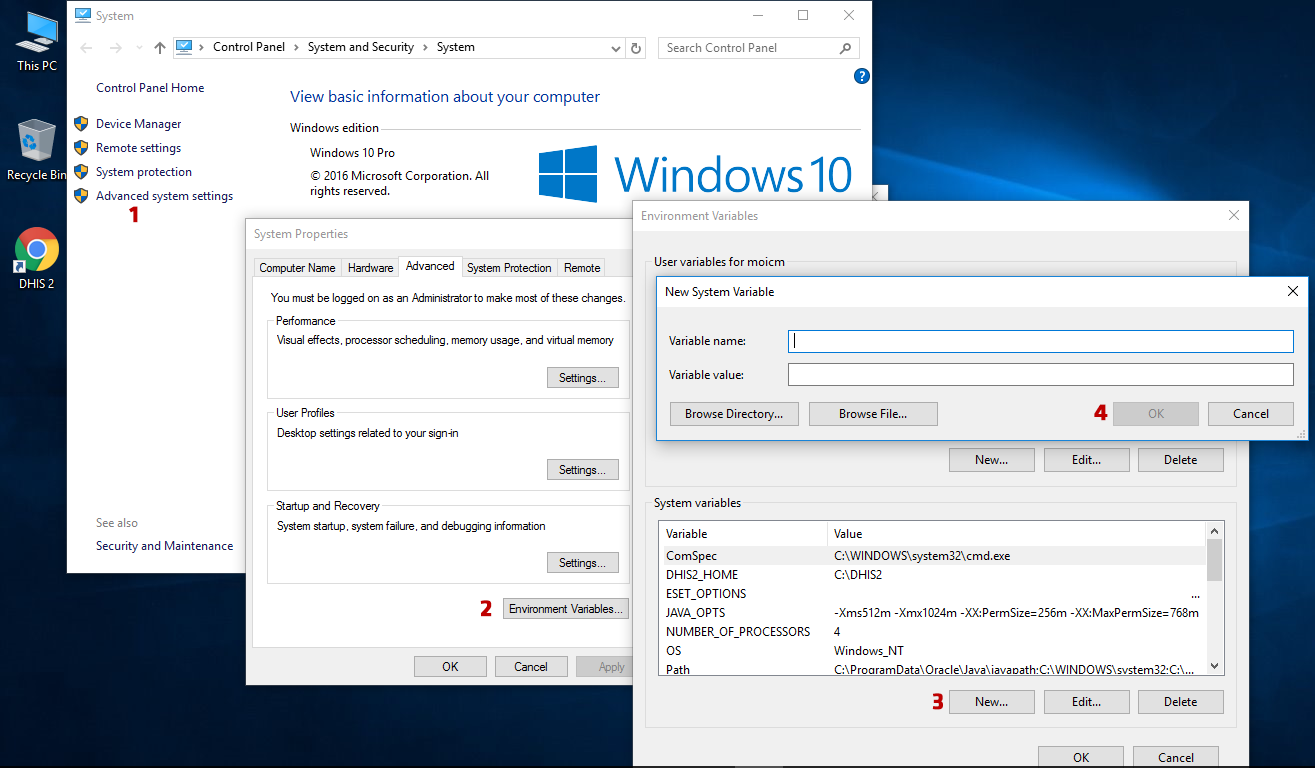 This PC
Recycle Bin
DHIS 2
System
Control Panel
System and Security
System
Search Control Panel
?
Control Panel Home
Device Manager
Remote settings
System protection
Advanced system settings
1
See also
Security and Maintenance
View basic information about your computer
Windows edition
Windows 10 Pro
© 2016 Microsoft Corporation. All
rights reserved.
Windows 10
System Properties
Computer Name
Hardware
Advanced
System Protection
Remote
You must be logged on as an Administrator to make most of these changes.
Performance
Visual effects, processor scheduling, memory usage, and virtual memory
Settings...
User Profiles
Desktop settings related to your sign-in
Settings...
Startup and Recovery
System startup, system failure, and debugging information
Settings...
2 Environment Variables...
OK Cancel Apply
Environment Variables
User variables for moicm
New System Variable
Variable name:
Variable value:
Browse Directory... Browse File... 4 OK Cancel
New... Edit... Delete
System variables
Variable Value
ComSpec C:\WINDOWS\system32\cmd.exe
DHIS2_HOME C:\DHIS2
ESET_OPTIONS ...
JAVA_OPTS -Xms512m -Xmx1024m -XX:PermSize=256m -XX:MaxPermSize=768m
NUMBER_OF_PROCESSORS 4
OS Windows_NT
Path C:\ProgramData\Oracle\Java\javapath;C:\WINDOWS\system32;C:\...
3 New... Edit... Delete
OK Cancel